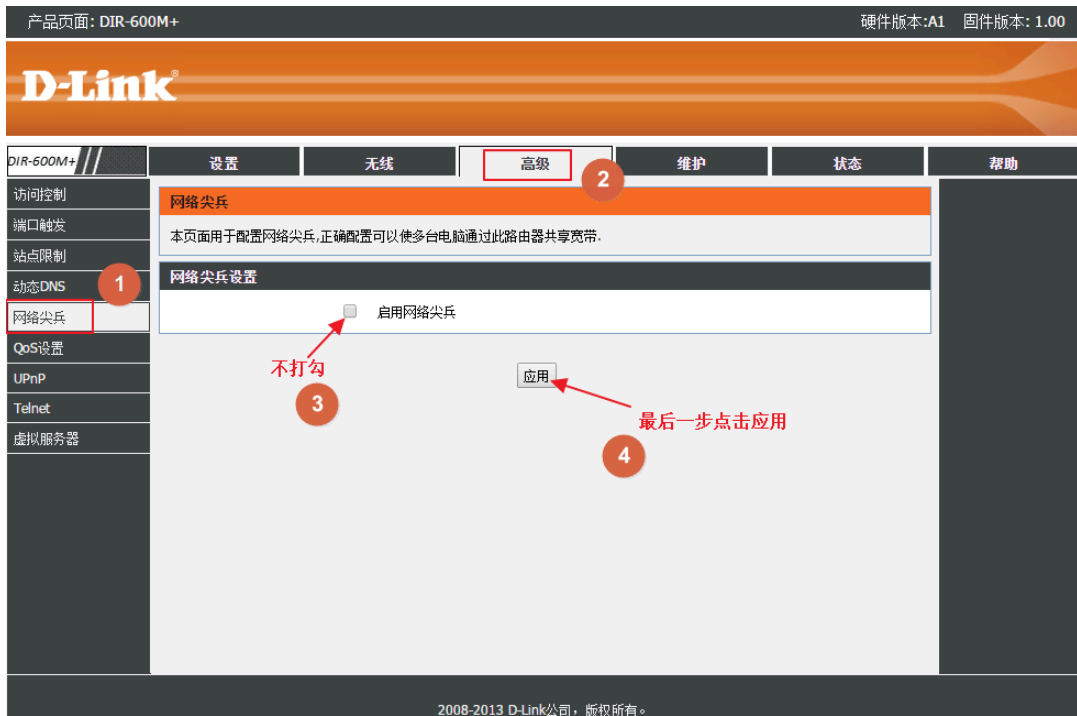 产品页面: DIR-600M+ 硬件版本:A1 固件版本: 1.00
D-Link®
DIR-600M+ 设置 无线 高级 维护 状态 帮助
2
访问控制
端口触发
站点限制
动态DNS
1
网络尖兵
QoS设置
UPnP
Telnet
虚拟服务器
网络尖兵
本页面用于配置网络尖兵,正确配置可以使多台电脑通过此路由器共享宽带.
网络尖兵设置
启用网络尖兵
不打勾
3
应用
最后一步点击应用
4
2008-2013 D-Link公司，版权所有。